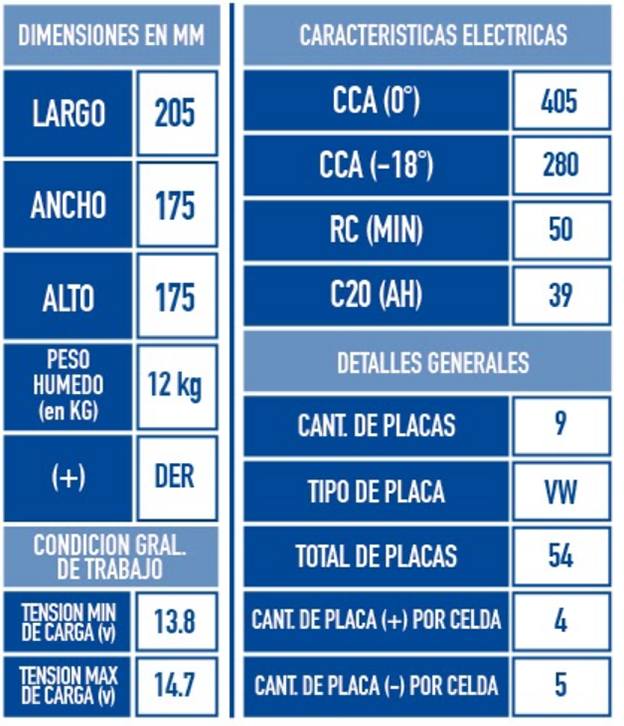 DIMENSIONES EN MM
LARGO 205
ANCHO 175
ALTO 175
PESO
HUMEDO
(en KG) 12 kg
(+) DER
CONDICION GRAL.
DE TRABAJO
TENSION MIN
DE CARGA (v) 13.8
TENSION MAX
DE CARGA (v) 14.7
CARACTERISTICAS ELECTRICAS
CCA (0°) 405
CCA (-18°) 280
RC (MIN) 50
C20 (AH) 39
DETALLES GENERALES
CANT. DE PLACAS 9
TIPO DE PLACA VW
TOTAL DE PLACAS 54
CANT. DE PLACA (+) POR CELDA 4
CANT. DE PLACA (-) POR CELDA 5